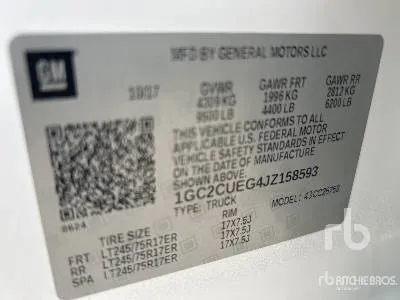 GM
MFD BY GENERAL MOTORS LLC
10/17 GVWR GAWR FRT GAWR RR
4309 KG 1996 KG 2812 KG
9500 LB 4400 LB 6200 LB
THIS VEHICLE CONFORMS TO ALL
APPLICABLE U.S. FEDERAL MOTOR
VEHICLE SAFETY STANDARDS IN EFFECT
ON THE DATE OF MANUFACTURE.
1GC2CUEG4JZ158593
TYPE: TRUCK MODEL:
TIRE SIZE RIM
FRT LT245/75R17ER 17X7.5J
RR LT245/75R17ER 17X7.5J
SPA LT245/75R17ER 17X7.5J
rb
RITCHIE BROS.